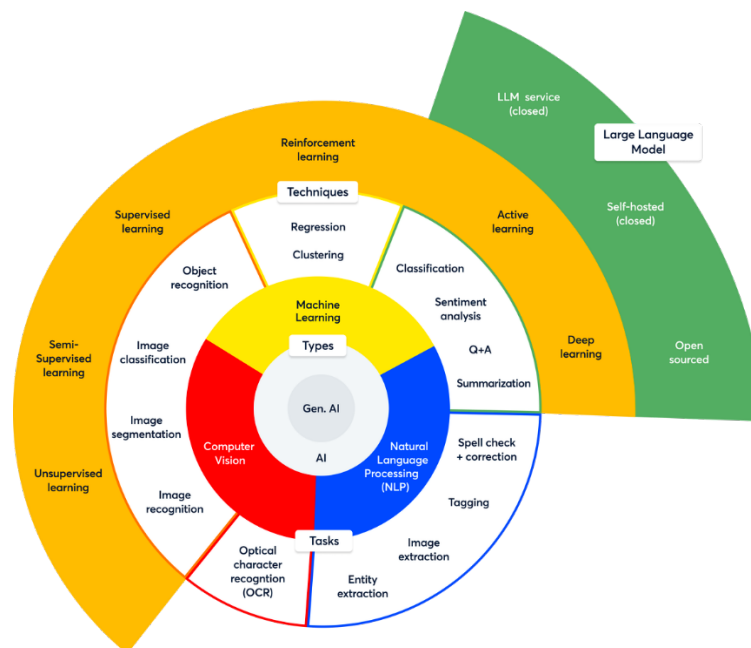 LLM service
(closed)
Large Language
Model
Reinforcement
learning
Techniques
Supervised
learning
Regression
Self-hosted
(closed)
Active
learning
Clustering
Object
recognition
Classification
Machine
Learning
Sentiment
analysis
Semi-
Supervised
learning
Image
classification
Types
Q+A
Deep
learning
Open
sourced
Summarization
Gen. AI
Image
segmentation
Computer
Vision
AI
Natural
Language
Processing
(NLP)
Spell check
+ correction
Unsupervised
learning
Image
recognition
Tagging
Tasks
Image
extraction
Optical
character
recogntion
(OCR)
Entity
extraction